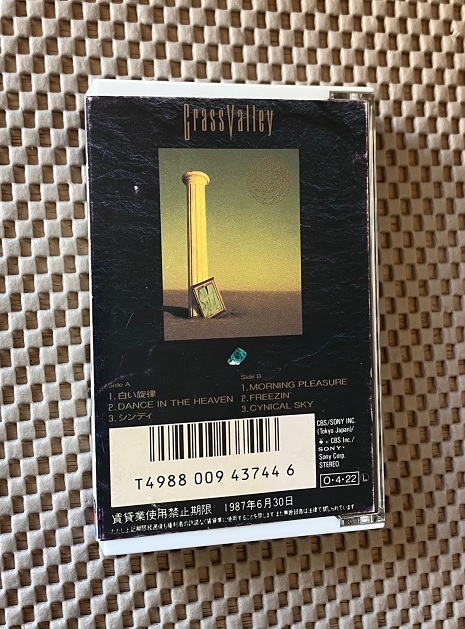 GrassValley
Side A
1. 白い旋律
2. DANCE IN THE HEAVEN
3. シンディ
Side B
1. MORNING PLEASURE
2. FREEZIN'
3. CYNICAL SKY
T4988 009 43744 6
CBS/SONY INC.
(Tokyo Japan)/
CBS Inc./
SONY®
Sony Corp.
STEREO
O・4・22 L
賃貸業使用禁止期限 1987年6月30日